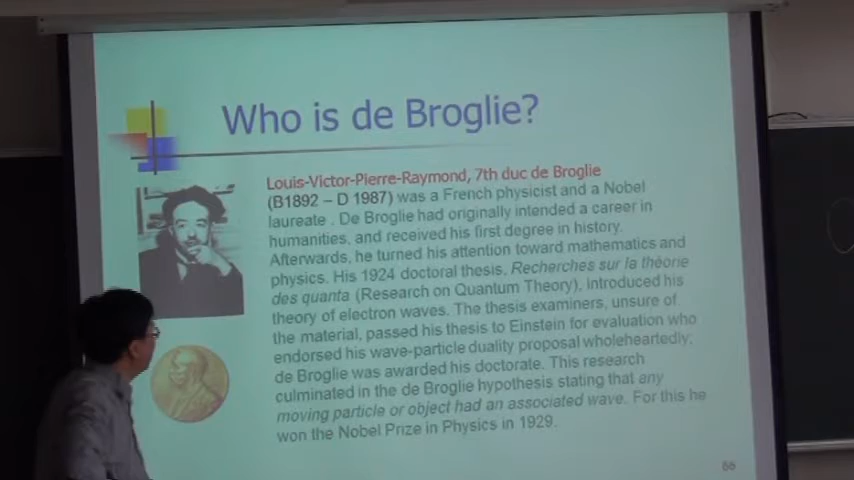 Who is de Broglie?
Louis-Victor-Pierre-Raymond, 7th duc de Broglie
(B1892 – D 1987) was a French physicist and a Nobel
laureate . De Broglie had originally intended a career in
humanities, and received his first degree in history.
Afterwards, he turned his attention toward mathematics and
physics. His 1924 doctoral thesis, Recherches sur la théorie
des quanta (Research on Quantum Theory), introduced his
theory of electron waves. The thesis examiners, unsure of
the material, passed his thesis to Einstein for evaluation who
endorsed his wave-particle duality proposal wholeheartedly;
de Broglie was awarded his doctorate. This research
culminated in the de Broglie hypothesis stating that any
moving particle or object had an associated wave. For this he
won the Nobel Prize in Physics in 1929.
66